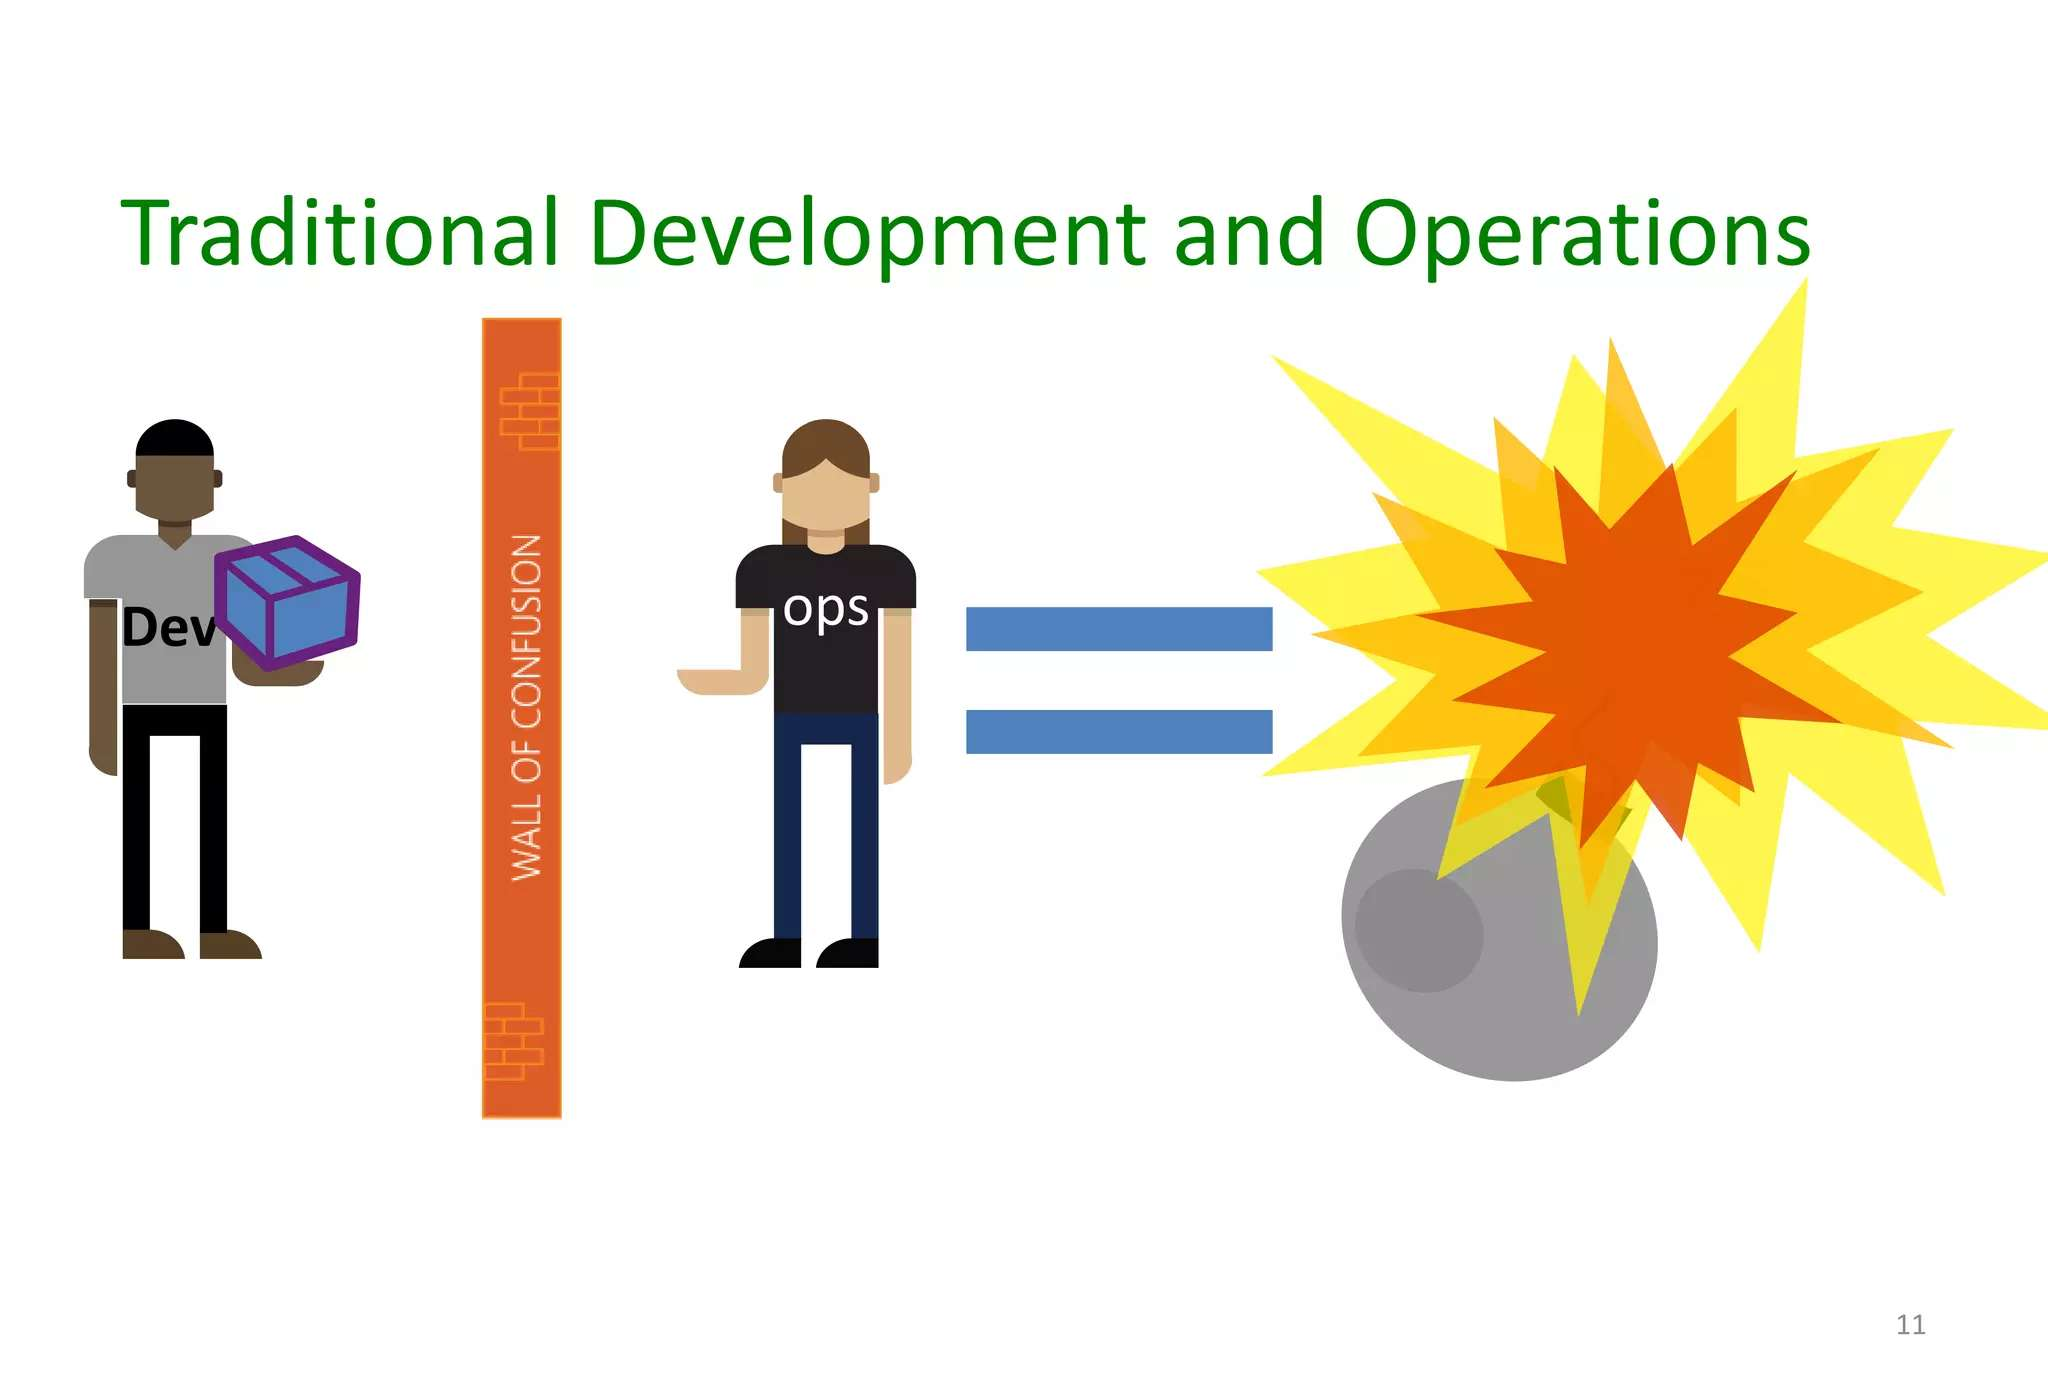 Traditional Development and Operations
Dev
WALL OF CONFUSION
ops
11